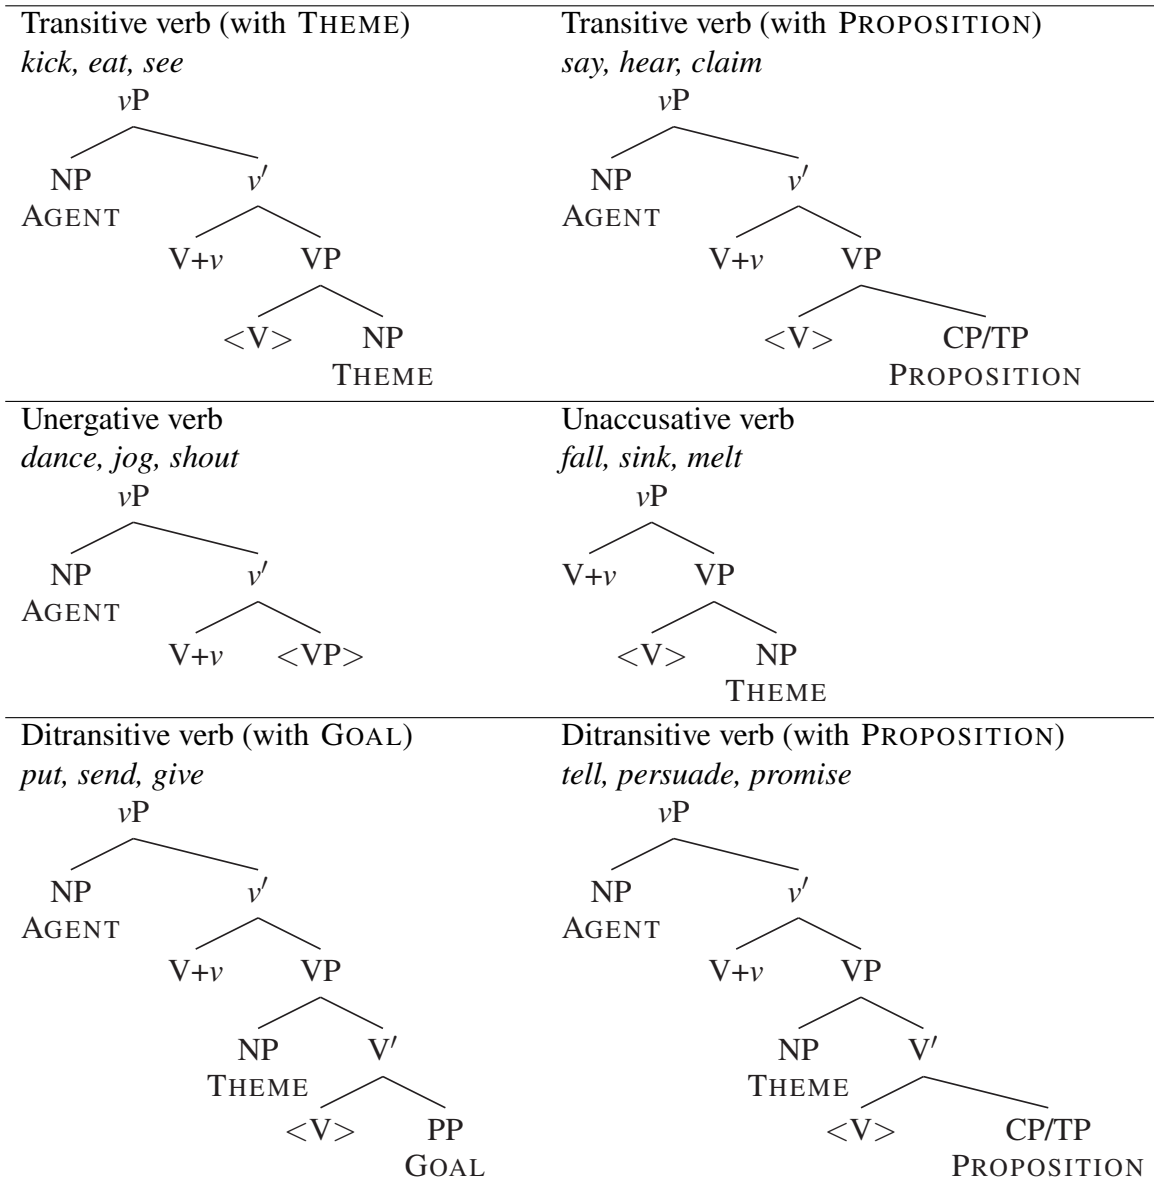 Transitive verb (with THEME)
kick, eat, see
vP
NP v′
AGENT
V+v VP
<V> NP
THEME
Transitive verb (with PROPOSITION)
say, hear, claim
vP
NP v′
AGENT
V+v VP
<V> CP/TP
PROPOSITION
Unergative verb
dance, jog, shout
vP
NP v′
AGENT
V+v <VP>
Unaccusative verb
fall, sink, melt
vP
V+v VP
<V> NP
THEME
Ditransitive verb (with GOAL)
put, send, give
vP
NP v′
AGENT
V+v VP
NP V′
THEME
<V> PP
GOAL
Ditransitive verb (with PROPOSITION)
tell, persuade, promise
vP
NP v′
AGENT
V+v VP
NP V′
THEME
<V> CP/TP
PROPOSITION